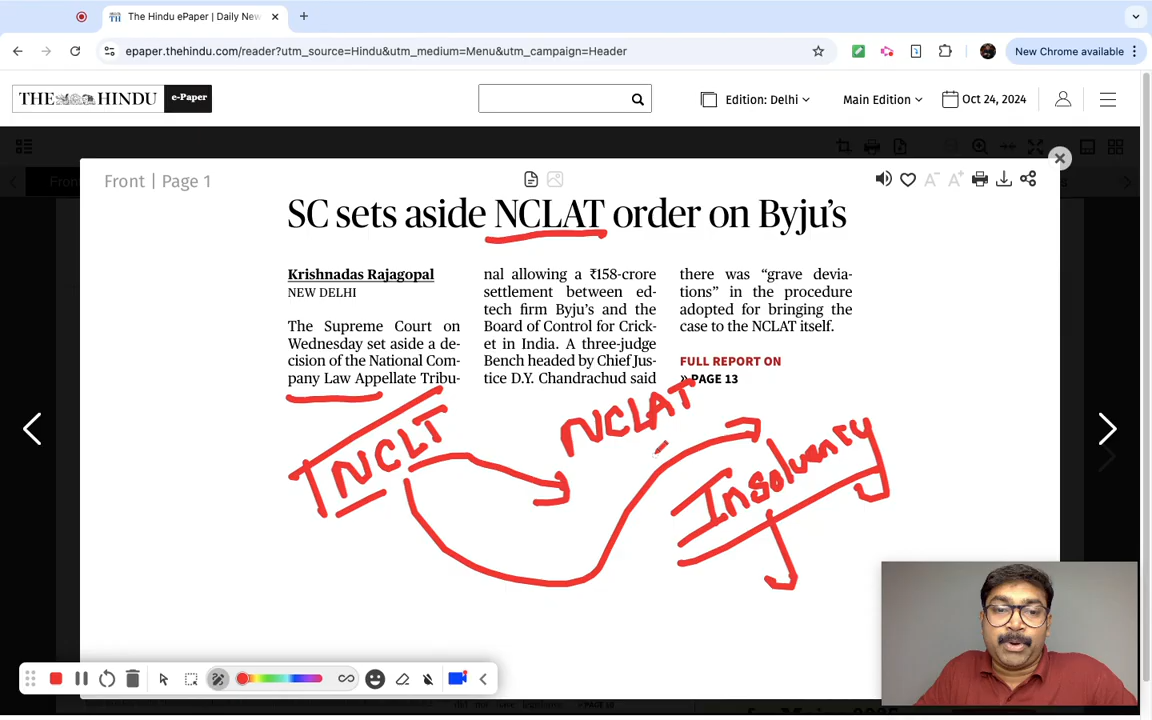 The Hindu ePaper | Daily New
epaper.thehindu.com/reader?utm_source=Hindu&utm_medium=Menu&utm_campaign=Header
New Chrome available
THE HINDU e-Paper
Edition: Delhi
Main Edition
Oct 24, 2024
Front
Front | Page 1
A- A+
SC sets aside NCLAT order on Byju's
Krishnadas Rajagopal
NEW DELHI
The Supreme Court on
Wednesday set aside a de-
cision of the National Com-
pany Law Appellate Tribu-
nal allowing a ₹158-crore
settlement between ed-
tech firm Byju's and the
Board of Control for Crick-
et in India. A three-judge
Bench headed by Chief Jus-
tice D.Y. Chandrachud said
there was “grave devia-
tions” in the procedure
adopted for bringing the
case to the NCLAT itself.
FULL REPORT ON
» PAGE 13
NCLT
NCLAT
Insolvency